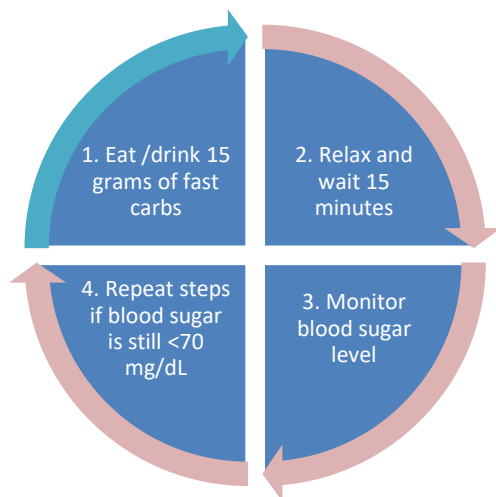 1. Eat /drink 15
grams of fast
carbs
2. Relax and
wait 15
minutes
3. Monitor
blood sugar
level
4. Repeat steps
if blood sugar
is still <70
mg/dL